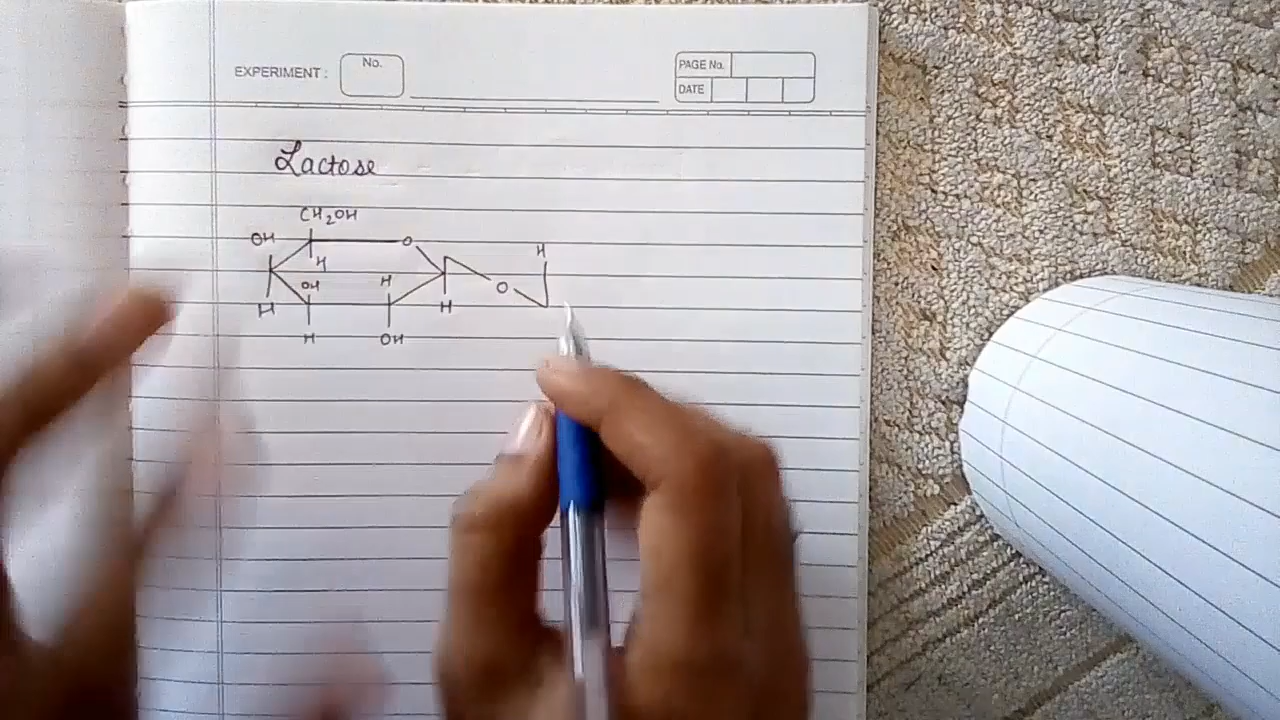 EXPERIMENT : No.
PAGE No.
DATE
Lactose
CH2OH
OH O H
H OH H O
H H
H OH